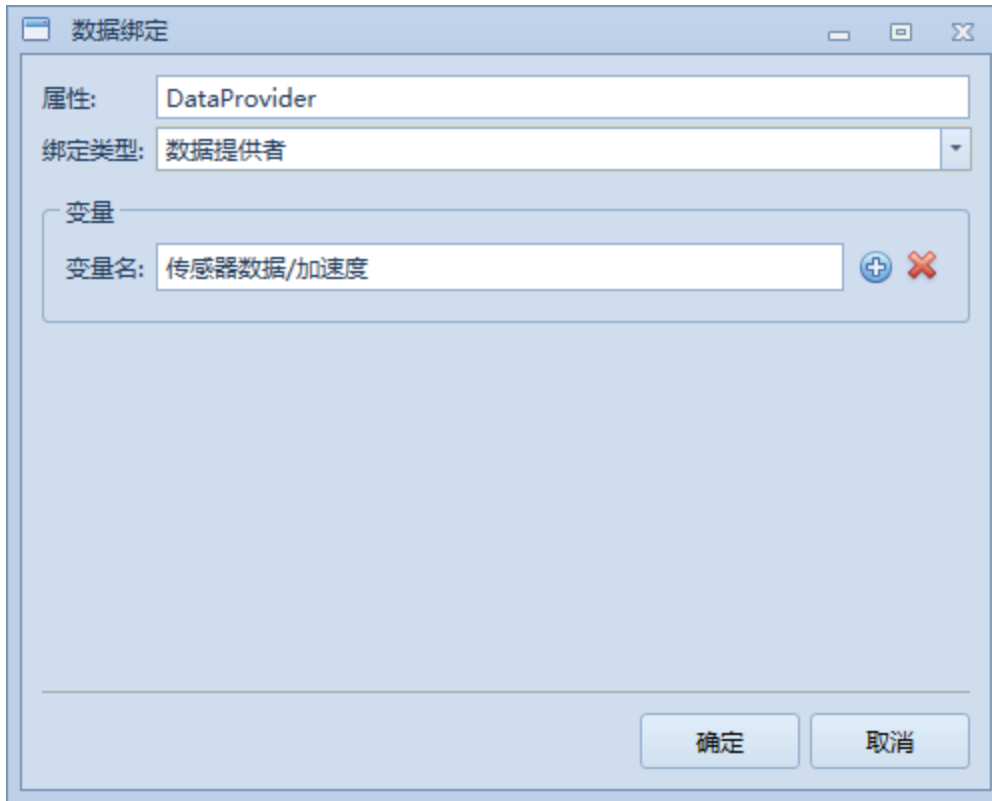 数据绑定
属性: DataProvider
绑定类型: 数据提供者
变量
变量名: 传感器数据/加速度
确定 取消